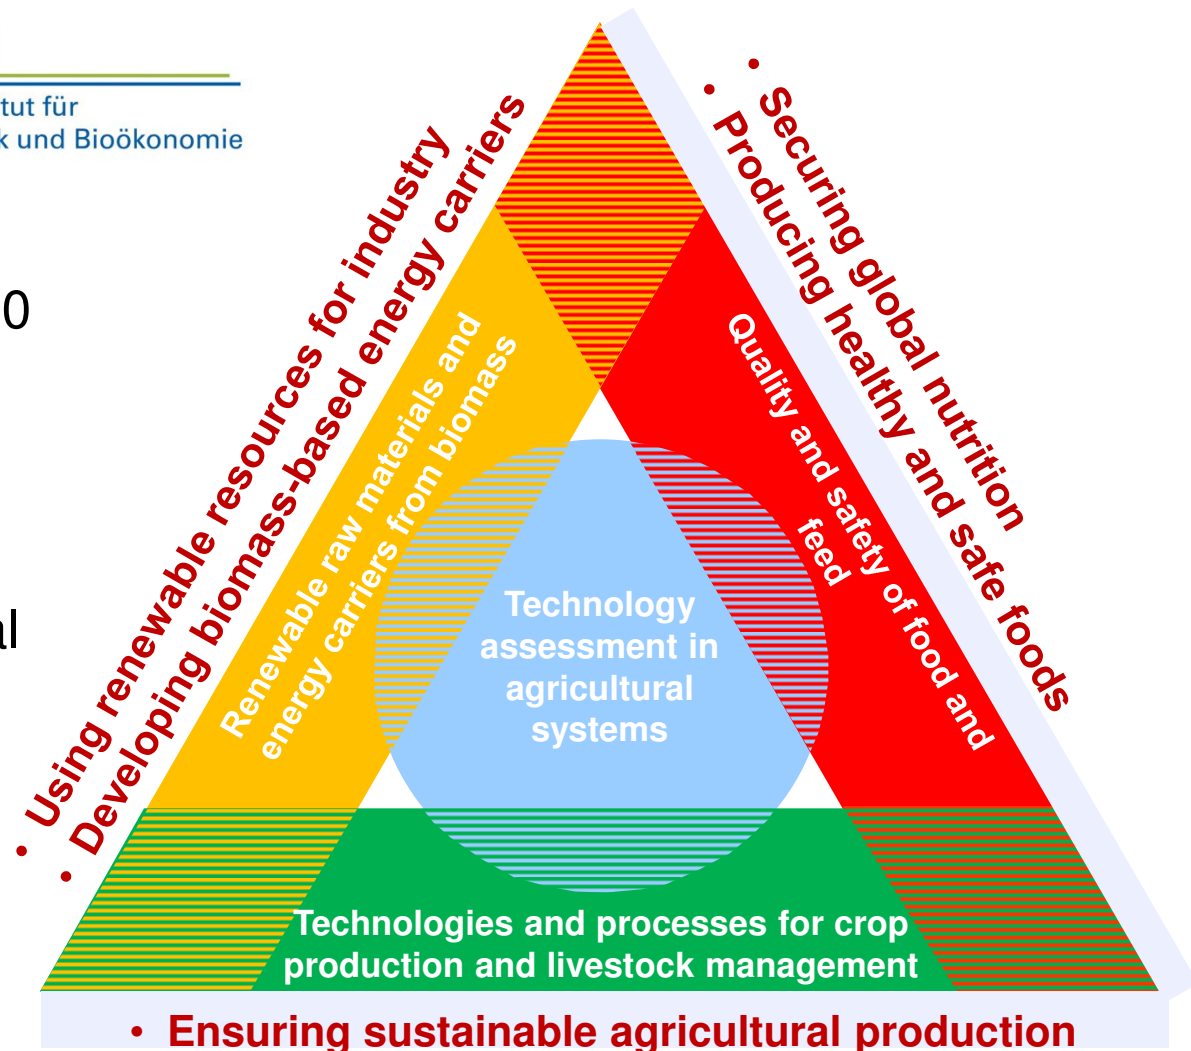 tut für
k und Bioökonomie
0
al
• Using renewable resources for industry
• Developing biomass-based energy carriers
• Securing global nutrition
• Producing healthy and safe foods
Renewable raw materials and
energy carriers from biomass
Quality and safety of food and
feed
Technology
assessment in
agricultural
systems
Technologies and processes for crop
production and livestock management
• Ensuring sustainable agricultural production